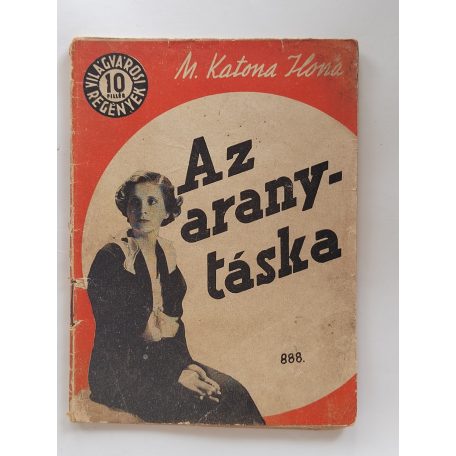 VILÁGVÁROSI
10
FILLÉR
REGÉNYEK
M. Katona Ilona
Az
arany-
táska
888.